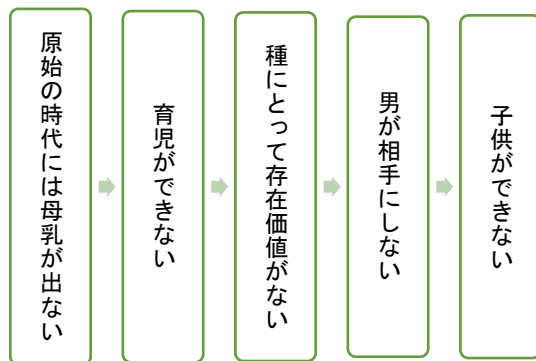 原始の時代には母乳が出ない
育児ができない
種にとって存在価値がない
男が相手にしない
子供ができない